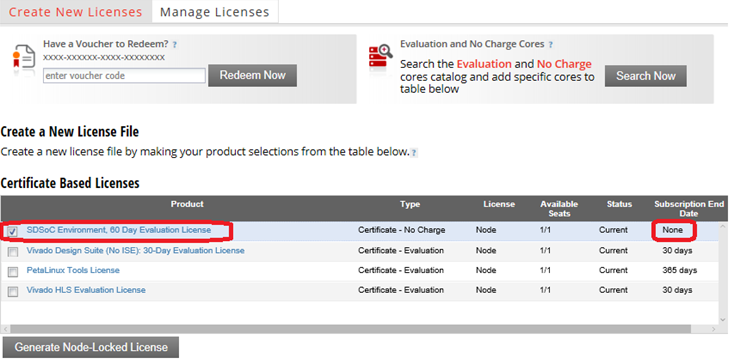 Create New Licenses
Manage Licenses
Have a Voucher to Redeem? ?
XXXX-XXXXXX-XXXX-XXXXXXXX
enter voucher code
Redeem Now
Evaluation and No Charge Cores ?
Search the Evaluation and No Charge
cores catalog and add specific cores to
table below
Search Now
Create a New License File
Create a new license file by making your product selections from the table below. ?
Certificate Based Licenses
Product Type License Available Seats Status Subscription End Date
SDSoC Environment, 60 Day Evaluation License Certificate - No Charge Node 1/1 Current None
Vivado Design Suite (No ISE): 30-Day Evaluation License Certificate - Evaluation Node 1/1 Current 30 days
PetaLinux Tools License Certificate - Evaluation Node 1/1 Current 365 days
Vivado HLS Evaluation License Certificate - Evaluation Node 1/1 Current 30 days
Generate Node-Locked License